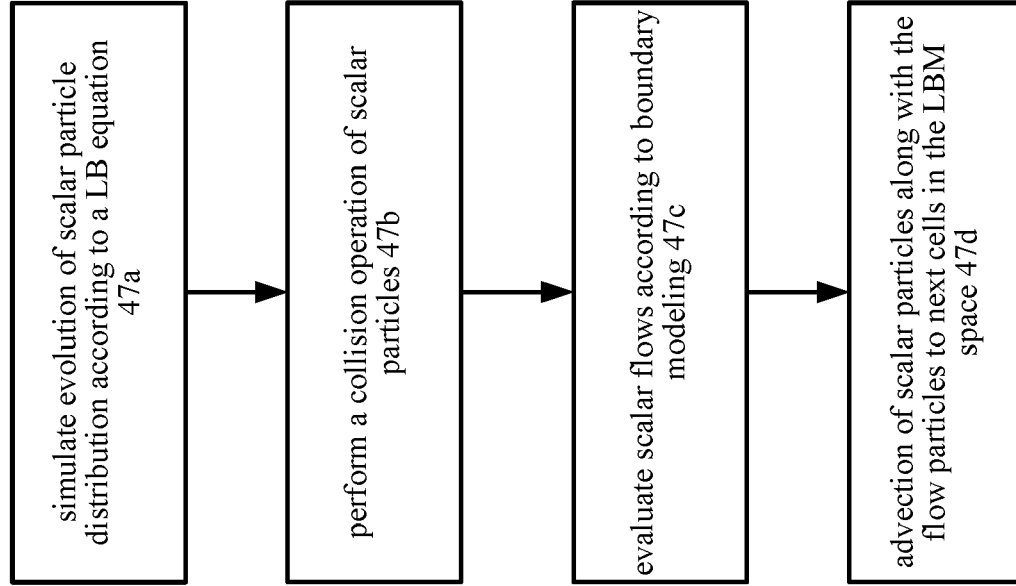 simulate evolution of scalar particle
distribution according to a LB equation
47a
perform a collision operation of scalar
particles 47b
evaluate scalar flows according to boundary
modeling 47c
advection of scalar particles along with the
flow particles to next cells in the LBM
space 47d